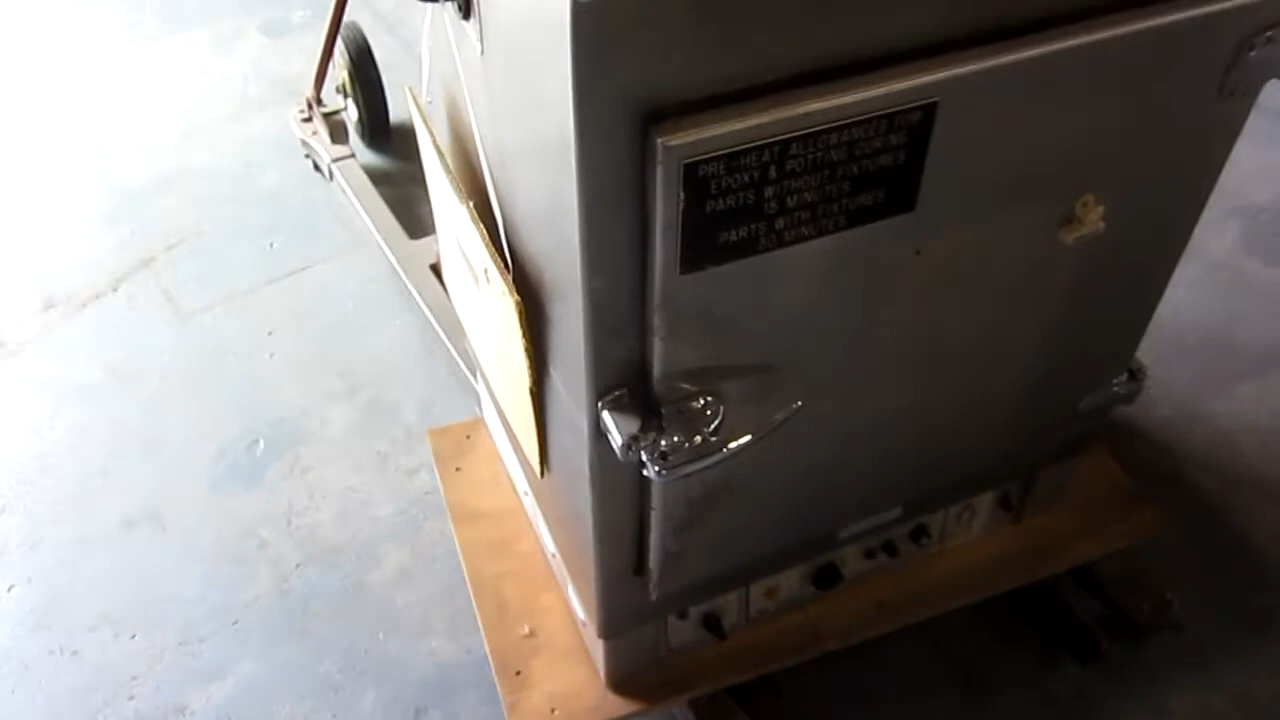 PRE-HEAT ALLOWANCES FOR
EPOXY & POTTING CURING
PARTS WITHOUT FIXTURES
15 MINUTES
PARTS WITH FIXTURES
30 MINUTES